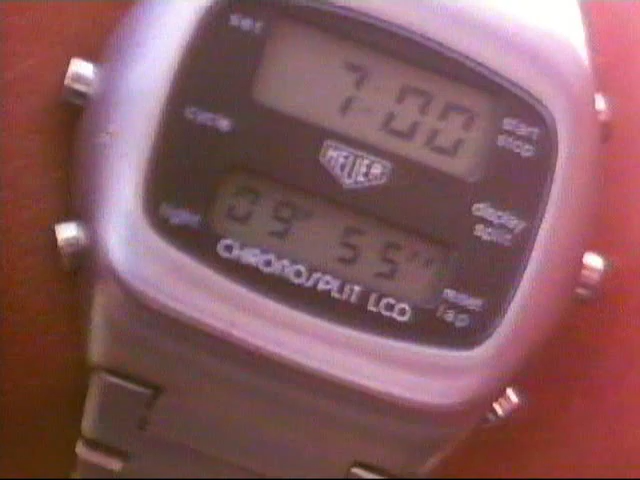 set
7:00
start
stop
cycle
HEUER
display
split
light
09' 55''
CHRONOSPLIT LCD
reset
lap